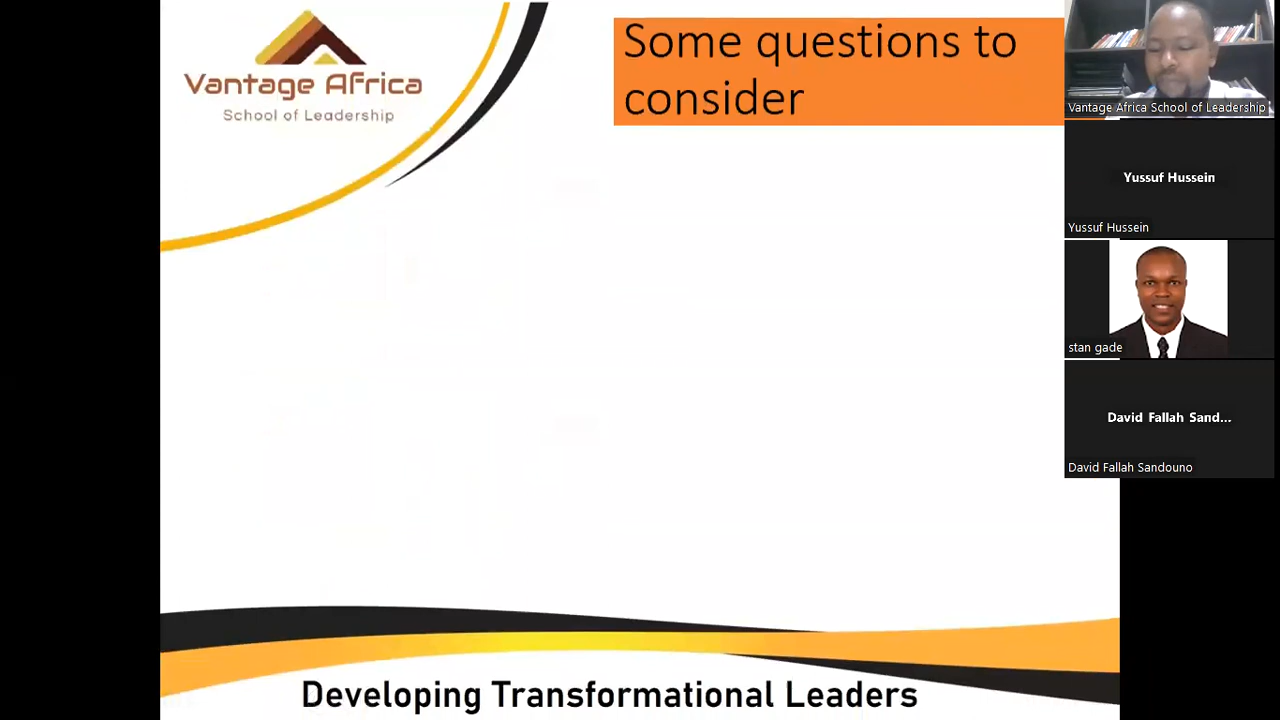 Vantage Africa
School of Leadership
Some questions to
consider
Vantage Africa School of Leadership
Yussuf Hussein
Yussuf Hussein
stan gade
David Fallah Sand...
David Fallah Sandouno
Developing Transformational Leaders